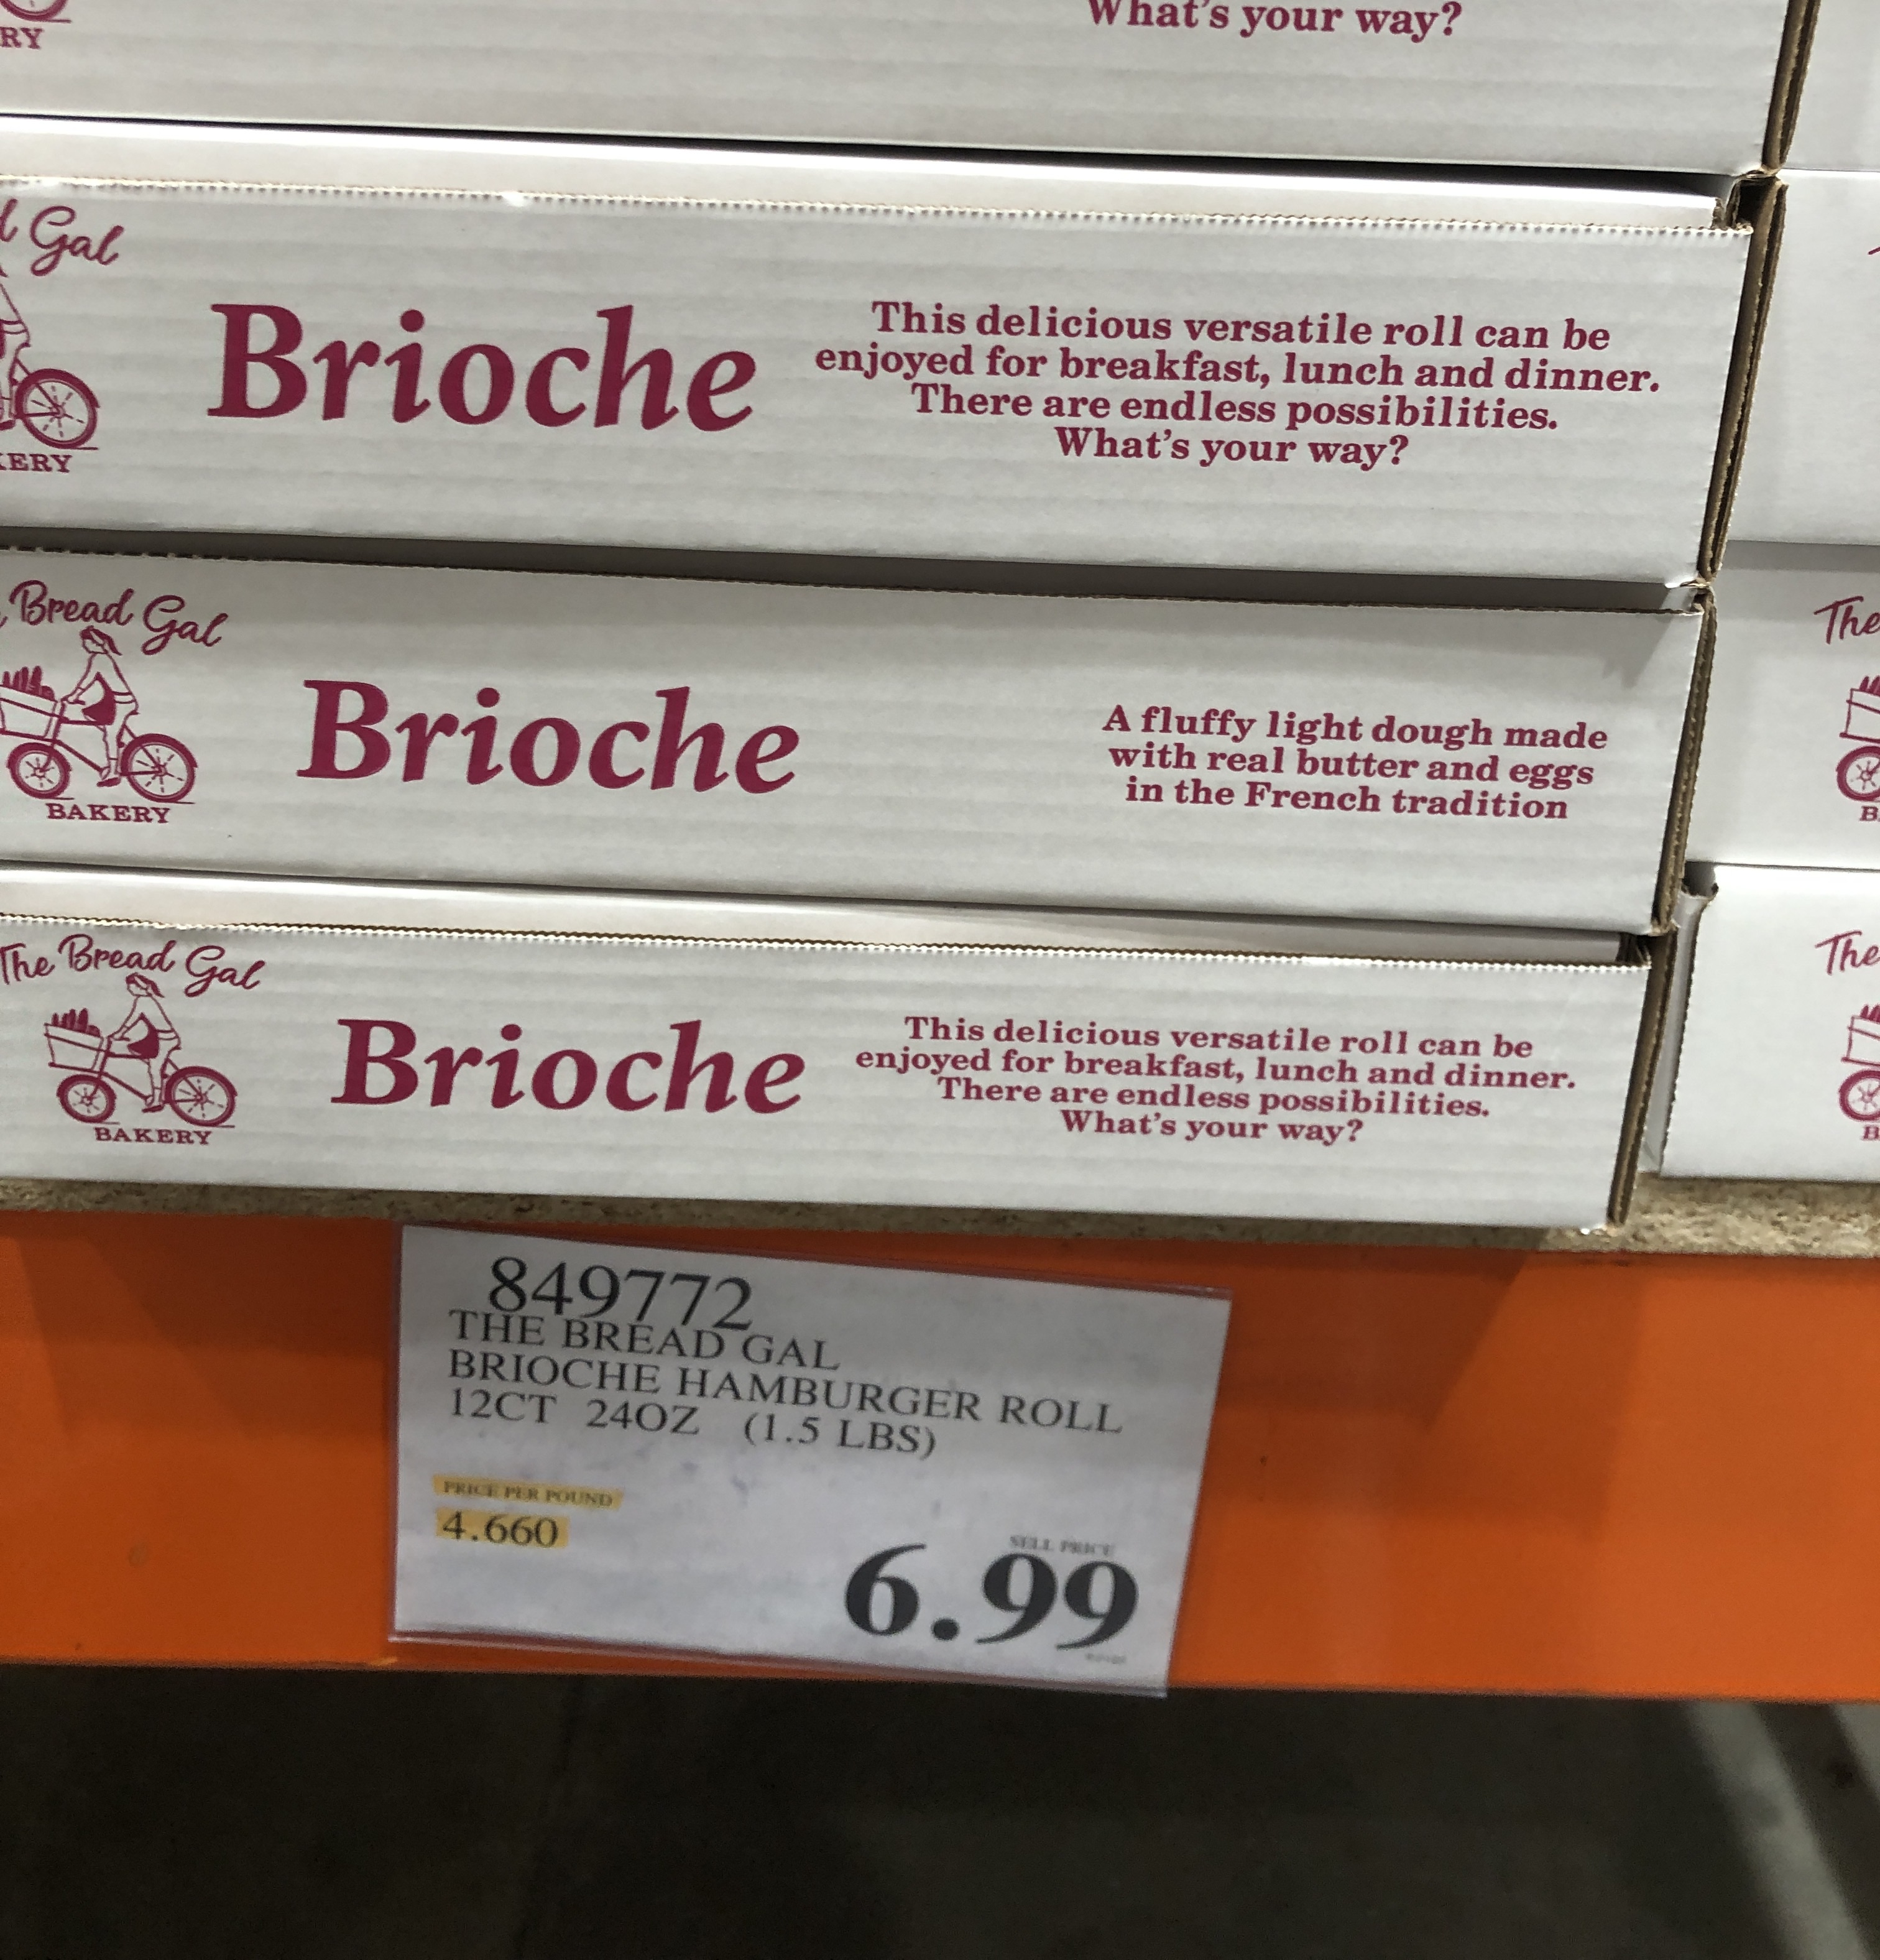 RY
What's your way?
d Gal
KERY
Brioche
This delicious versatile roll can be
enjoyed for breakfast, lunch and dinner.
There are endless possibilities.
What's your way?
Bread Gal
BAKERY
Brioche
A fluffy light dough made
with real butter and eggs
in the French tradition
The
B
The Bread Gal
BAKERY
Brioche
This delicious versatile roll can be
enjoyed for breakfast, lunch and dinner.
There are endless possibilities.
What's your way?
The
B
849772
THE BREAD GAL
BRIOCHE HAMBURGER ROLL
12CT 24OZ (1.5 LBS)
PRICE PER POUND
4.660
SELL PRICE
6.99